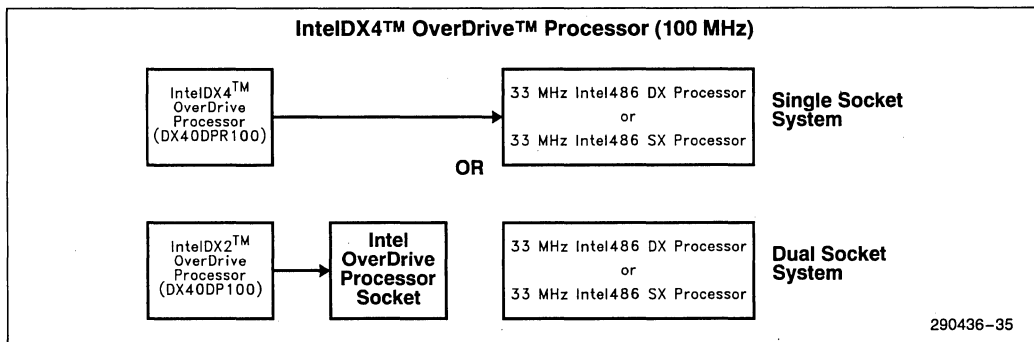 IntelDX4™ OverDrive™ Processor (100 MHz)
IntelDX4™
OverDrive
Processor
(DX4ODPR100)
33 MHz Intel486 DX Processor
or
33 MHz Intel486 SX Processor
Single Socket
System
OR
IntelDX2™
OverDrive
Processor
(DX4ODP100)
Intel
OverDrive
Processor
Socket
33 MHz Intel486 DX Processor
or
33 MHz Intel486 SX Processor
Dual Socket
System
290436-35